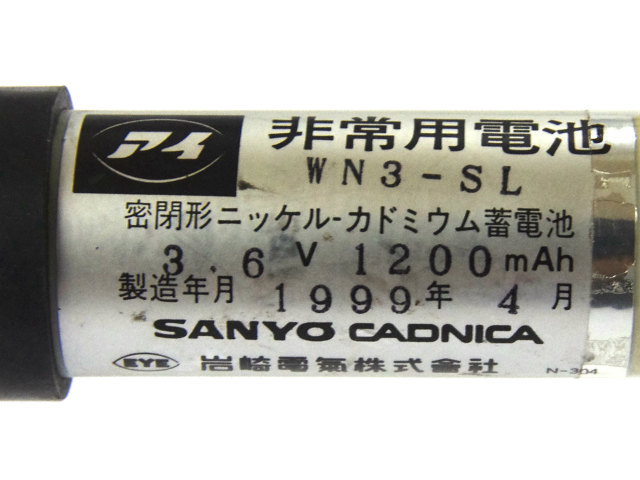 アイ 非常用電池
WN3-SL
密閉形ニッケル-カドミウム蓄電池
3.6V 1200mAh
製造年月 1999年 4月
SANYO CADNICA
EYE 岩崎電気株式会社
N-304